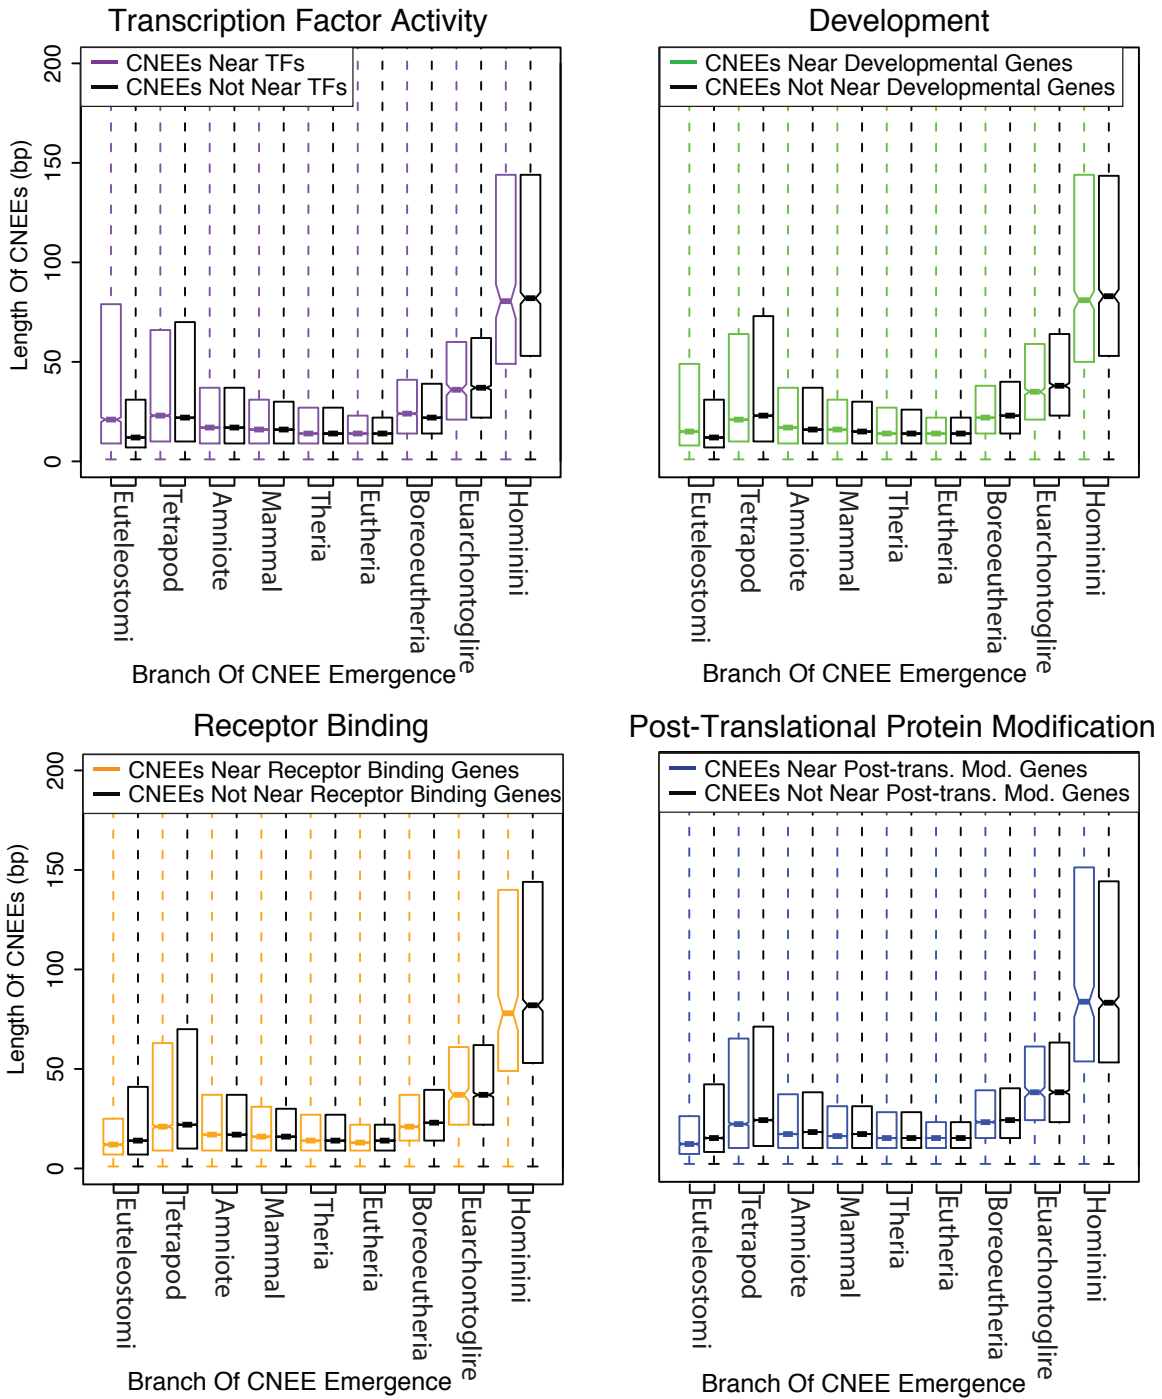 Transcription Factor Activity
CNEEs Near TFs
CNEEs Not Near TFs
Length Of CNEEs (bp)
0
50
100
150
200
Euteleostomi
Tetrapod
Amniote
Mammal
Theria
Eutheria
Boreoeutheria
Euarchontoglire
Hominini
Branch Of CNEE Emergence
Development
CNEEs Near Developmental Genes
CNEEs Not Near Developmental Genes
Euteleostomi
Tetrapod
Amniote
Mammal
Theria
Eutheria
Boreoeutheria
Euarchontoglire
Hominini
Branch Of CNEE Emergence
Receptor Binding
CNEEs Near Receptor Binding Genes
CNEEs Not Near Receptor Binding Genes
Length Of CNEEs (bp)
0
50
100
150
200
Euteleostomi
Tetrapod
Amniote
Mammal
Theria
Eutheria
Boreoeutheria
Euarchontoglire
Hominini
Branch Of CNEE Emergence
Post-Translational Protein Modification
CNEEs Near Post-trans. Mod. Genes
CNEEs Not Near Post-trans. Mod. Genes
Euteleostomi
Tetrapod
Amniote
Mammal
Theria
Eutheria
Boreoeutheria
Euarchontoglire
Hominini
Branch Of CNEE Emergence